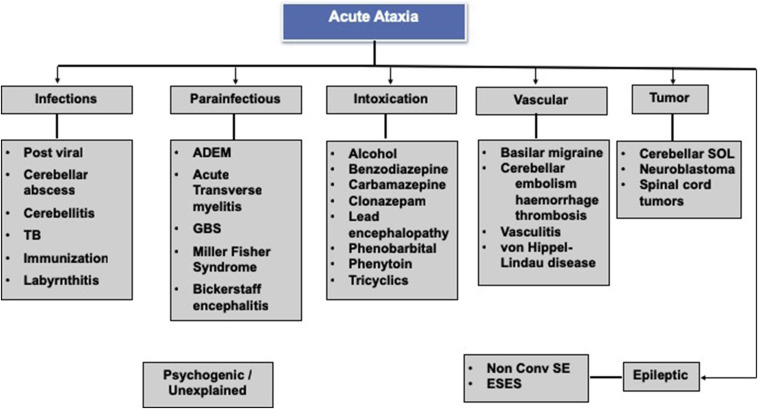 Acute Ataxia
Infections
Parainfectious
Intoxication
Vascular
Tumor
• Post viral
• Cerebellar
abscess
• Cerebellitis
• TB
• Immunization
• Labyrnthitis
• ADEM
• Acute
Transverse
myelitis
• GBS
• Miller Fisher
Syndrome
• Bickerstaff
encephalitis
• Alcohol
• Benzodiazepine
• Carbamazepine
• Clonazepam
• Lead
encephalopathy
• Phenobarbital
• Phenytoin
• Tricyclics
• Basilar migraine
• Cerebellar
embolism
haemorrhage
thrombosis
• Vasculitis
• von Hippel-
Lindau disease
• Cerebellar SOL
• Neuroblastoma
• Spinal cord
tumors
Psychogenic /
Unexplained
• Non Conv SE
• ESES
Epileptic